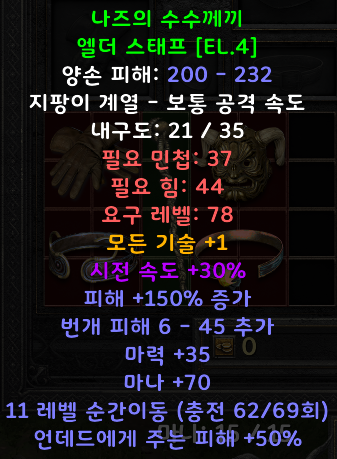 나즈의 수수께끼
엘더 스태프 [EL.4]
양손 피해: 200 - 232
지팡이 계열 - 보통 공격 속도
내구도: 21 / 35
필요 민첩: 37
필요 힘: 44
요구 레벨: 78
모든 기술 +1
시전 속도 +30%
피해 +150% 증가
번개 피해 6 - 45 추가
마력 +35
0
마나 +70
11 레벨 순간이동 (충전 62/69회)
언데드에게 주는 피해 +50%